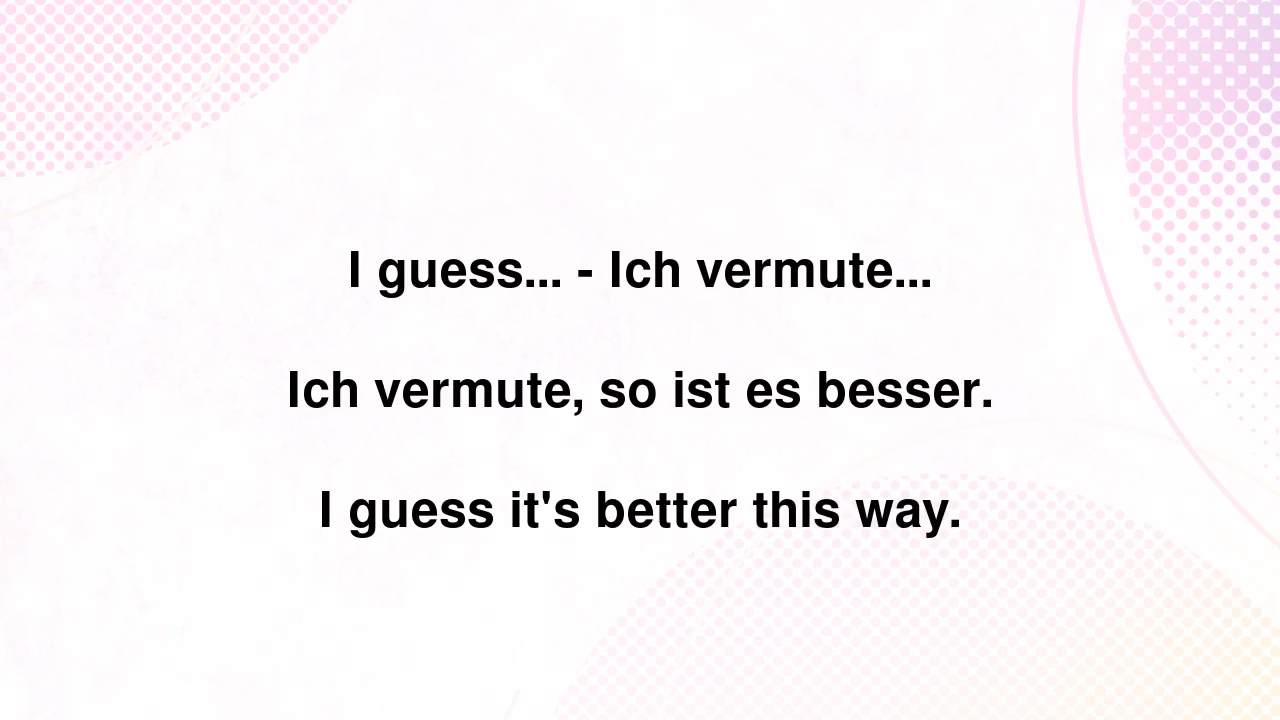 I guess... - Ich vermute...
Ich vermute, so ist es besser.
I guess it's better this way.